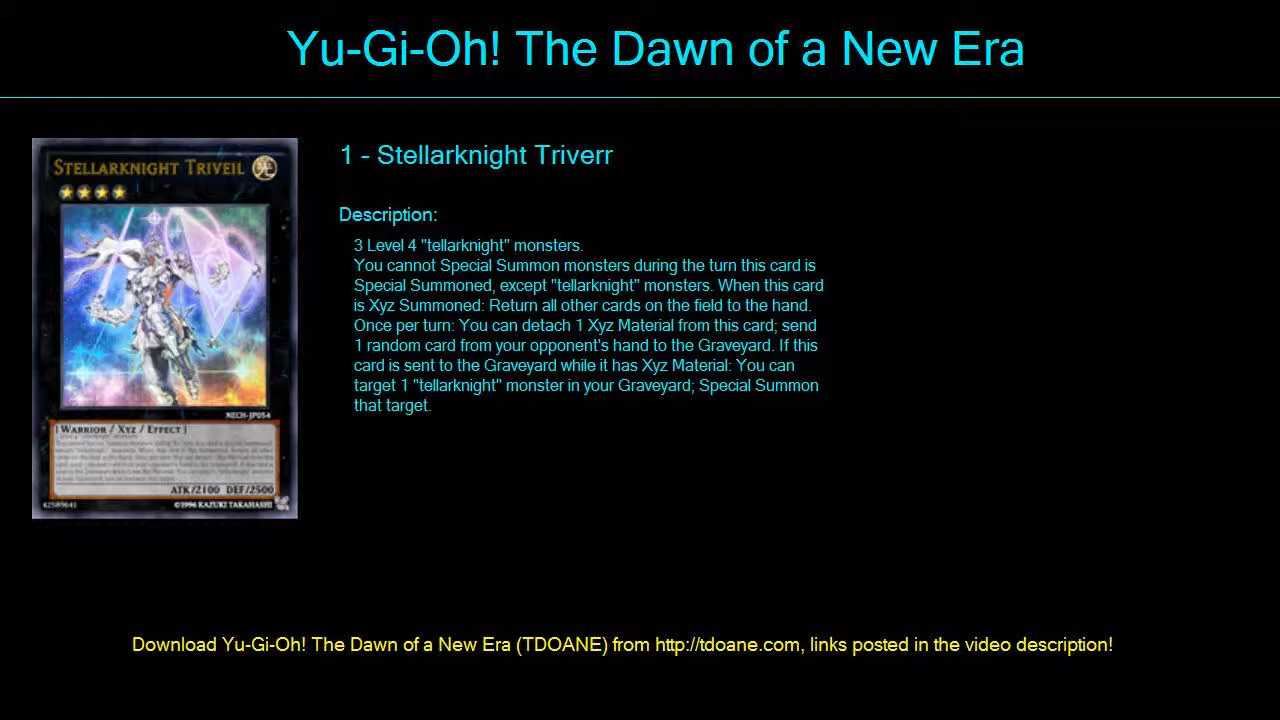 Yu-Gi-Oh! The Dawn of a New Era
STELLARKNIGHT TRIVEIL
1 - Stellarknight Triverr
Description:
3 Level 4 "tellarknight" monsters.
You cannot Special Summon monsters during the turn this card is
Special Summoned, except "tellarknight" monsters. When this card
is Xyz Summoned: Return all other cards on the field to the hand.
Once per turn: You can detach 1 Xyz Material from this card; send
1 random card from your opponent's hand to the Graveyard. If this
card is sent to the Graveyard while it has Xyz Material: You can
target 1 "tellarknight" monster in your Graveyard; Special Summon
that target.
NECH-JP054
[WARRIOR / XYZ / EFFECT]
ATK/2100 DEF/2500
©1996 KAZUKI TAKAHASHI
Download Yu-Gi-Oh! The Dawn of a New Era (TDOANE) from http://tdoane.com, links posted in the video description!